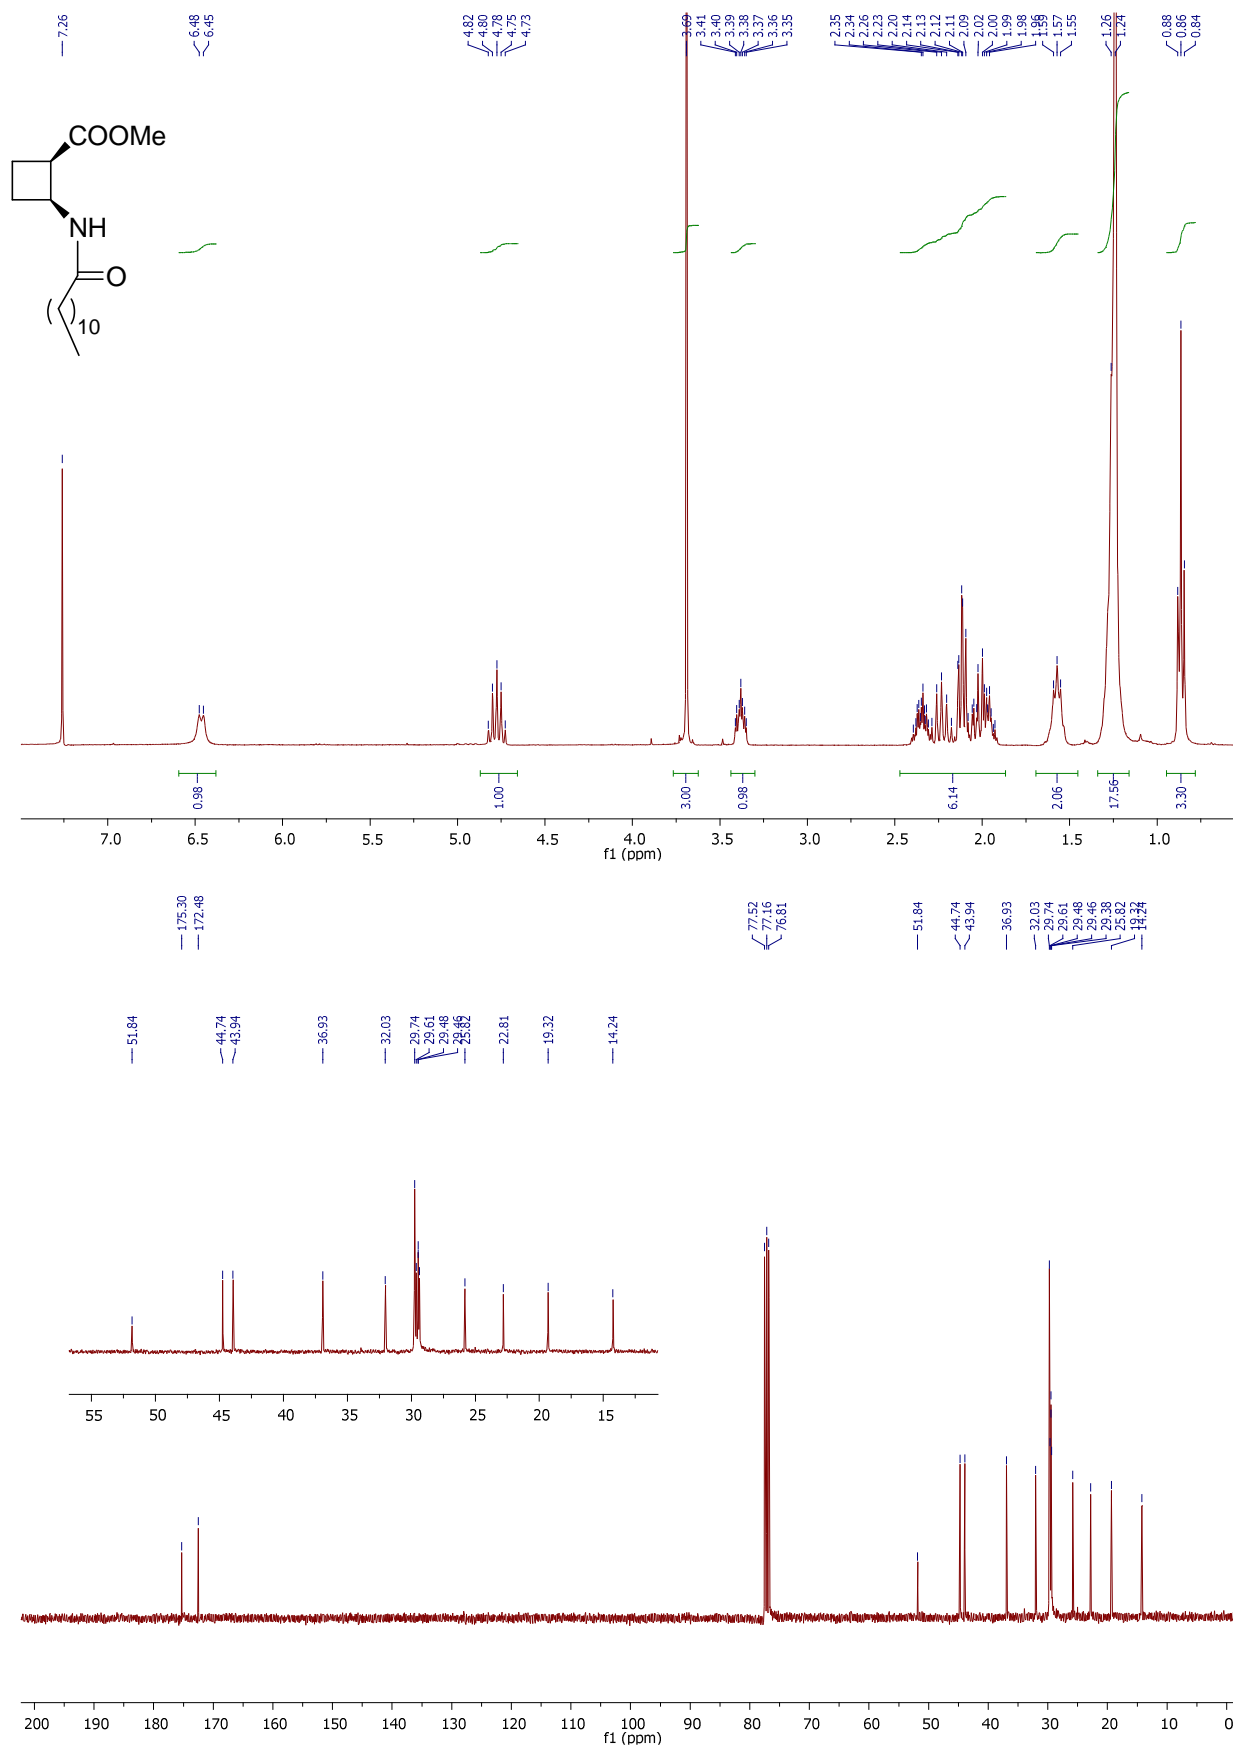 7.26 6.48 6.45 4.82 4.80 4.78 4.75 4.73 3.69 3.41 3.40 3.39 3.38 3.37 3.36 3.35 2.35 2.34 2.26 2.23 2.20 2.14 2.13 2.12 2.11 2.09 2.02 2.00 1.99 1.98 1.96 1.59 1.57 1.55 1.26 1.24 0.88 0.86 0.84
COOMe
NH
O
( )10
0.98 1.00 3.00 0.98 6.14 2.06 17.56 3.30
7.0 6.5 6.0 5.5 5.0 4.5 4.0 3.5 3.0 2.5 2.0 1.5 1.0
f1 (ppm)
175.30 172.48 77.52 77.16 76.81 51.84 44.74 43.94 36.93 32.03 29.74 29.61 29.48 29.46 29.38 25.82 19.32 14.24
51.84 44.74 43.94 36.93 32.03 29.74 29.61 29.48 29.46 25.82 22.81 19.32 14.24
55 50 45 40 35 30 25 20 15
200 190 180 170 160 150 140 130 120 110 100 90 80 70 60 50 40 30 20 10 0
f1 (ppm)